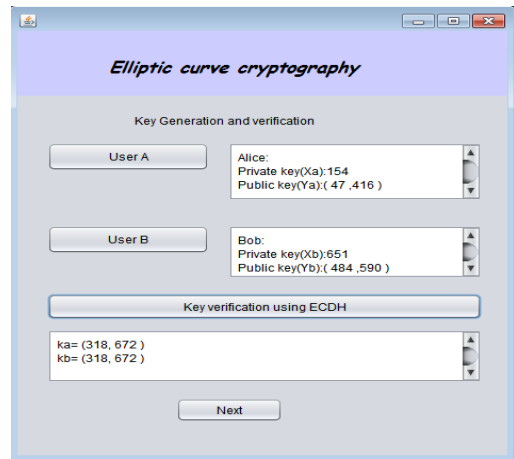 Elliptic curve cryptography
Key Generation and verification
User A
Alice:
Private key(Xa):154
Public key(Ya):( 47 ,416 )
User B
Bob:
Private key(Xb):651
Public key(Yb):( 484 ,590 )
Key verification using ECDH
ka= (318, 672 )
kb= (318, 672 )
Next